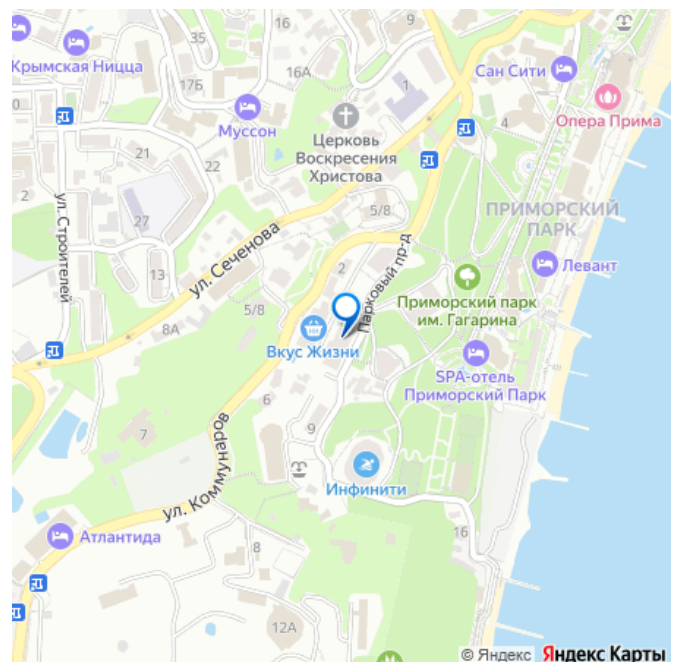 35
16
Крымская Ницца
17Б
16А
Сан Сити
1
Муссон
Опера Прима
0
Церковь
Воскресения
Христова
4
21
22
2
5/8
ПРИМОРСКИЙ
ПАРК
27
ул. Строителей
ул. Сеченова
2
Парковый пр-д
Левант
13
Приморский парк
им. Гагарина
5/8
8А
Вкус Жизни
SPA-отель
Приморский Парк
6
9
7
ул. Коммунаров
Инфинити
Атлантида
16
8
12А
© Яндекс Яндекс Карты